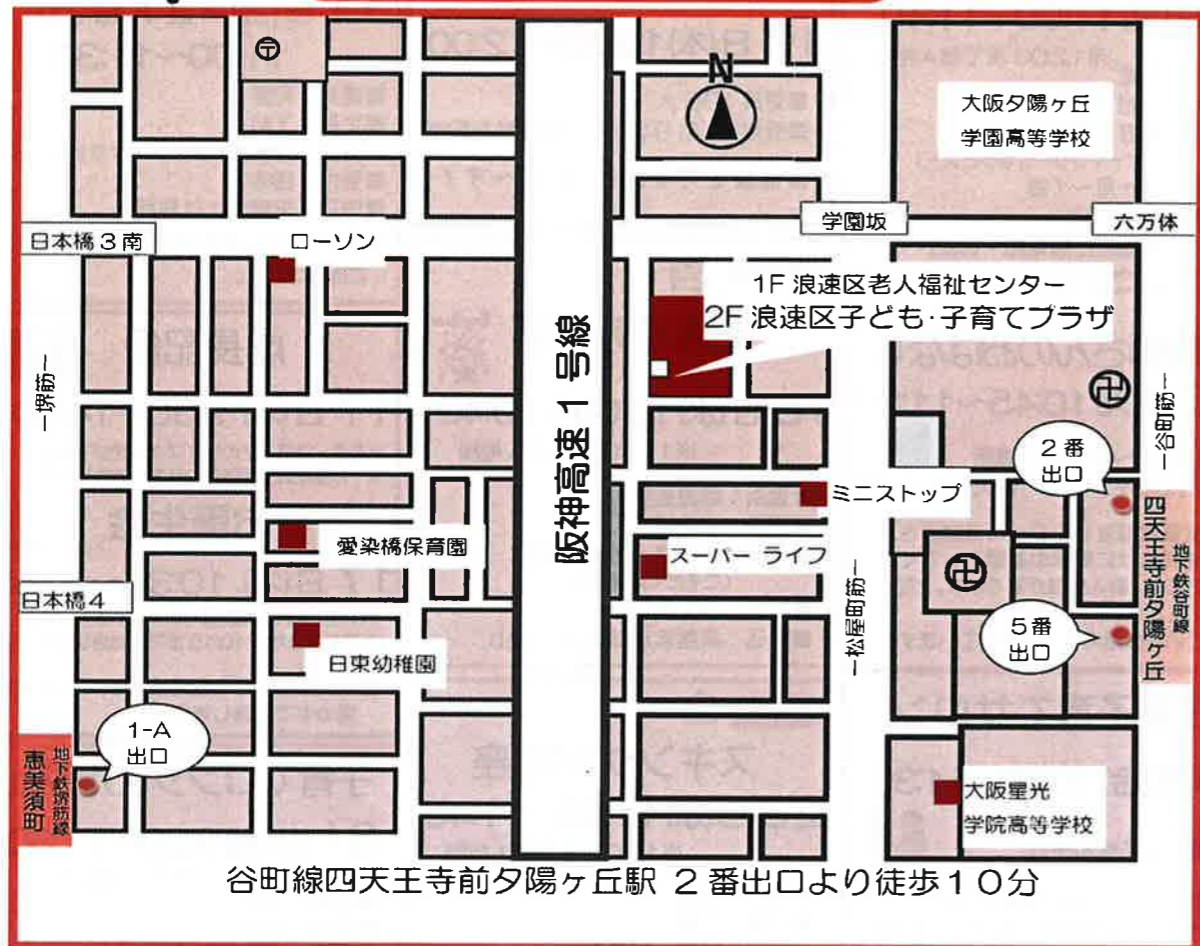 〒
N
大阪夕陽ヶ丘
学園高等学校
日本橋3南
ローソン
学園坂
六万体
1F 浪速区老人福祉センター
2F 浪速区子ども・子育てプラザ
阪神高速1号線
ー堺筋ー
ー谷町筋ー
卍
2番
出口
ミニストップ
四天王寺前夕陽ヶ丘
地下鉄谷町線
愛染橋保育園
スーパー ライフ
卍
日本橋4
ー松屋町筋ー
5番
出口
日東幼稚園
1-A
出口
恵美須町
地下鉄堺筋線
大阪星光
学院高等学校
谷町線四天王寺前夕陽ヶ丘駅 2番出口より徒歩10分